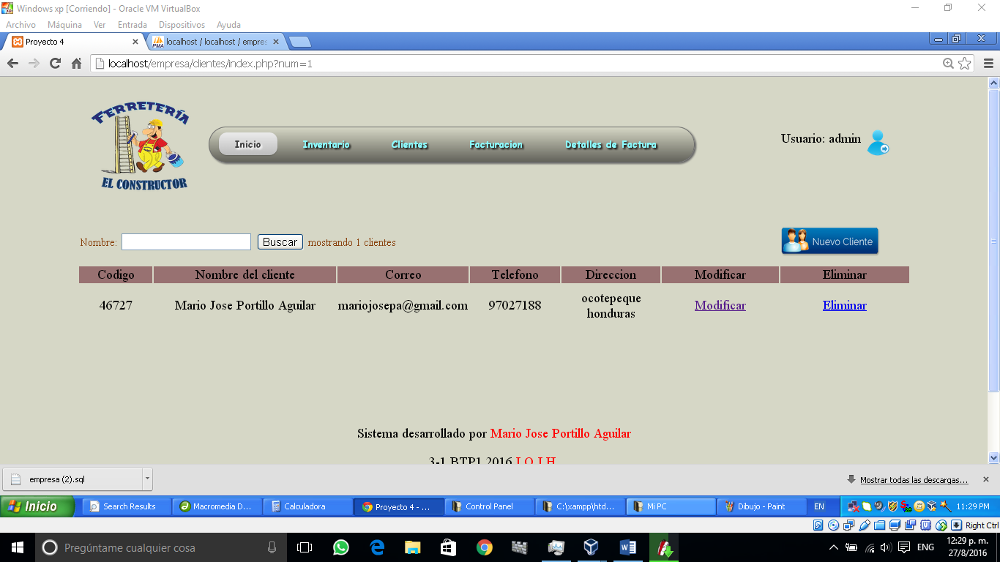 Windows xp [Corriendo] - Oracle VM VirtualBox
Archivo Máquina Ver Entrada Dispositivos Ayuda
Proyecto 4
localhost / localhost / empres
localhost/empresa/clientes/index.php?num=1
FERRETERÍA
EL CONSTRUCTOR
Inicio Inventario Clientes Facturacion Detalles de Factura
Usuario: admin
Nombre: Buscar mostrando 1 clientes
Nuevo Cliente
Codigo Nombre del cliente Correo Telefono Direccion Modificar Eliminar
46727 Mario Jose Portillo Aguilar mariojosepa@gmail.com 97027188 ocotepeque honduras Modificar Eliminar
Sistema desarrollado por Mario Jose Portillo Aguilar
3-1 BTP1 2016
empresa (2).sql
Mostrar todas las descargas...
Inicio Search Results Macromedia D... Calculadora Proyecto 4 - ... Control Panel C:\xampp\htd... Mi PC Dibujo - Paint EN 11:29 PM
Right Ctrl
Pregúntame cualquier cosa
ENG
12:29 p. m.
27/8/2016